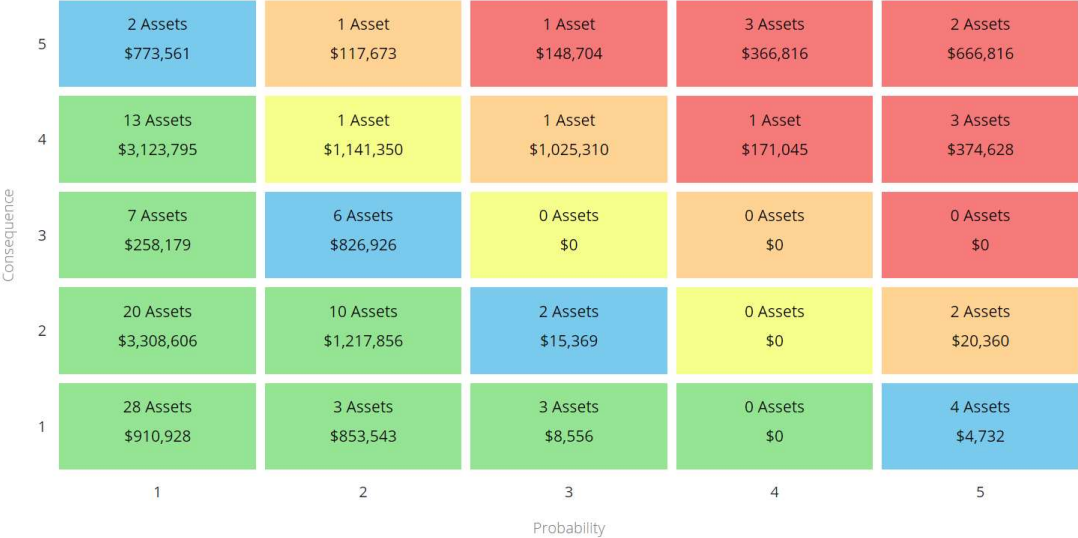 5
2 Assets
$773,561
1 Asset
$117,673
1 Asset
$148,704
3 Assets
$366,816
2 Assets
$666,816
4
13 Assets
$3,123,795
1 Asset
$1,141,350
1 Asset
$1,025,310
1 Asset
$171,045
3 Assets
$374,628
Consequence
3
7 Assets
$258,179
6 Assets
$826,926
0 Assets
$0
0 Assets
$0
0 Assets
$0
2
20 Assets
$3,308,606
10 Assets
$1,217,856
2 Assets
$15,369
0 Assets
$0
2 Assets
$20,360
1
28 Assets
$910,928
3 Assets
$853,543
3 Assets
$8,556
0 Assets
$0
4 Assets
$4,732
1
2
3
4
5
Probability